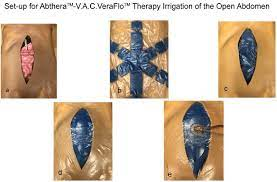 Set-up for Abthera™-V.A.C.VeraFlo™ Therapy Irrigation of the Open Abdomen
a
b
c
d
e